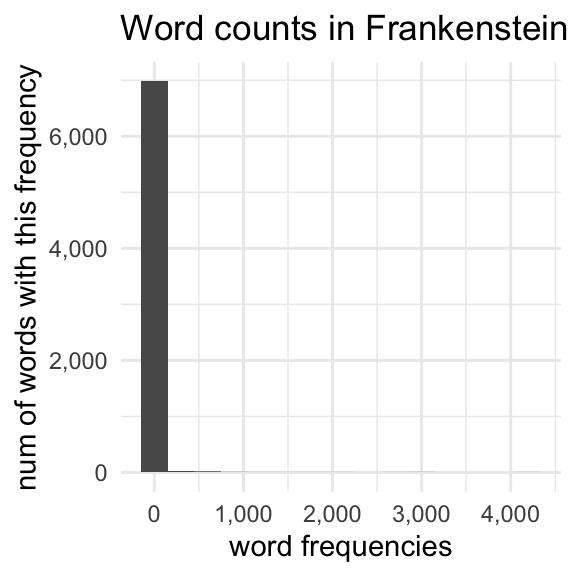 Word counts in Frankenstein
num of words with this frequency
6,000
4,000
2,000
0
0 1,000 2,000 3,000 4,000
word frequencies